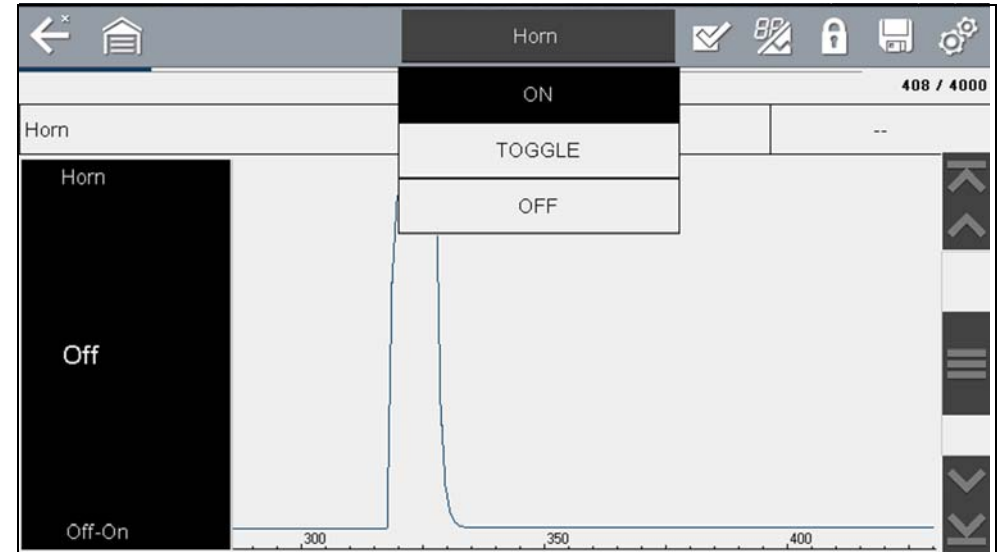 Horn
ON
408 / 4000
Horn
--
TOGGLE
Horn
OFF
Off
Off-On
300
350
400